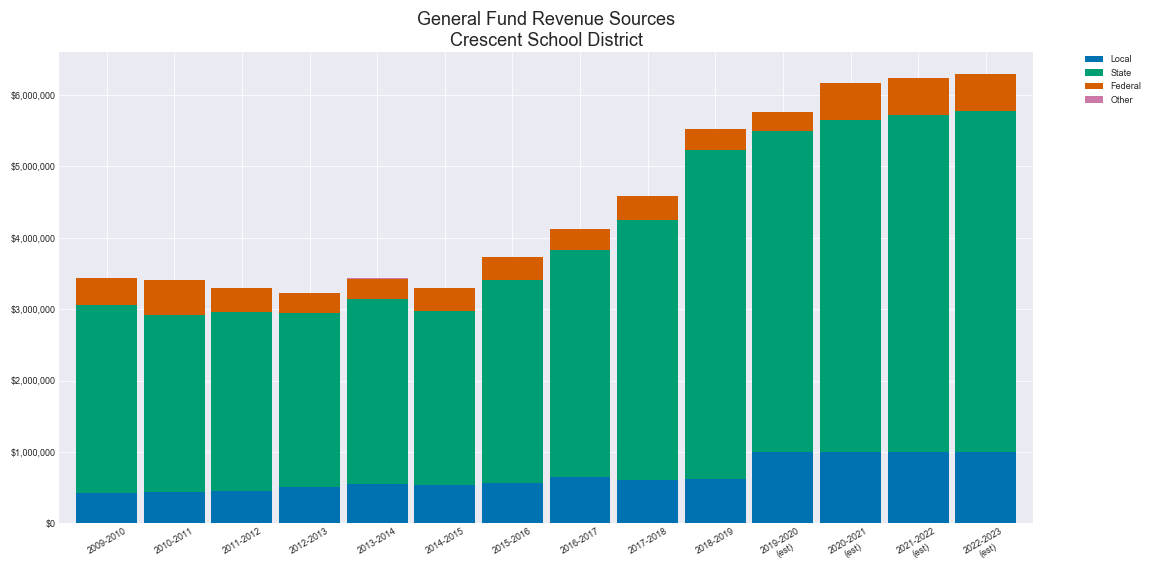 General Fund Revenue Sources
Crescent School District
Local
State
Federal
Other
$6,000,000
$5,000,000
$4,000,000
$3,000,000
$2,000,000
$1,000,000
$0
2009-2010
2010-2011
2011-2012
2012-2013
2013-2014
2014-2015
2015-2016
2016-2017
2017-2018
2018-2019
2019-2020
(est)
2020-2021
(est)
2021-2022
(est)
2022-2023
(est)